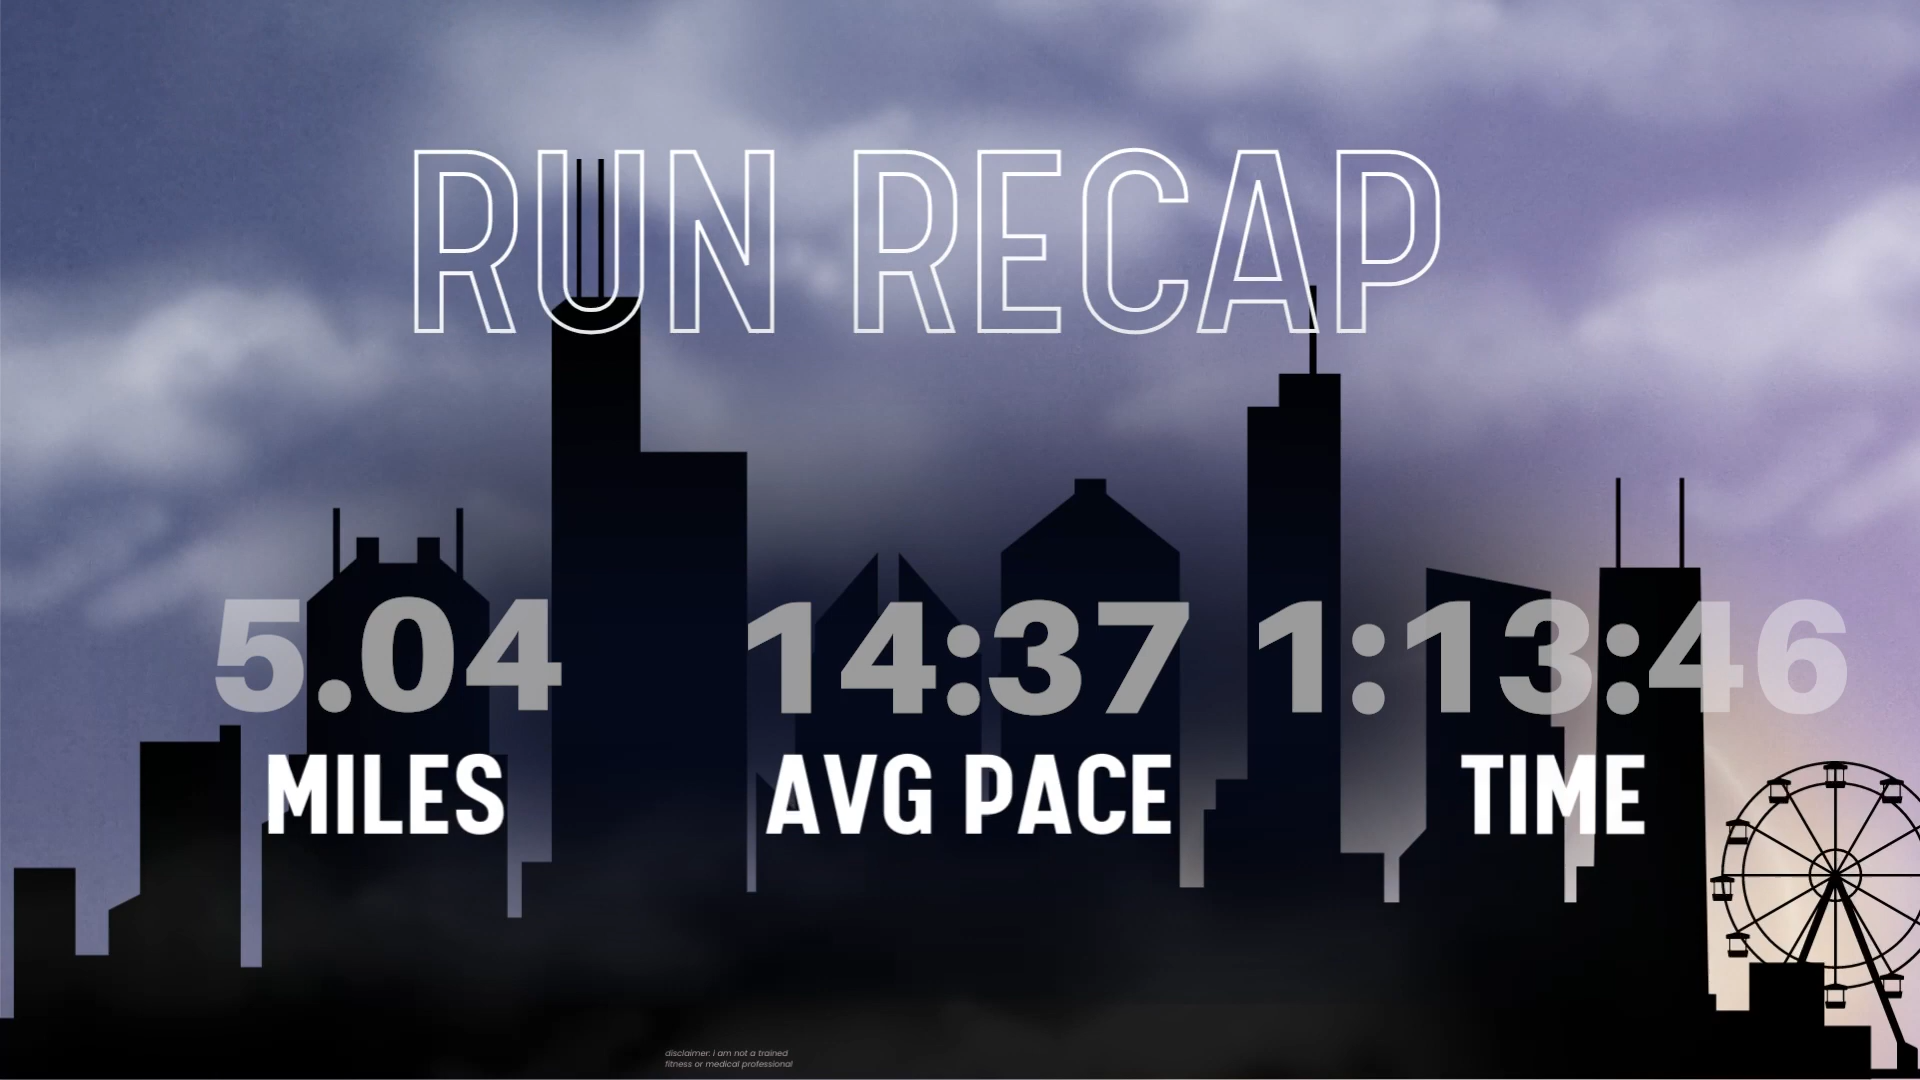 RUN RECAP
5.04 14:37 1:13:46
MILES AVG PACE TIME
disclaimer: i am not a trained
fitness or medical professional